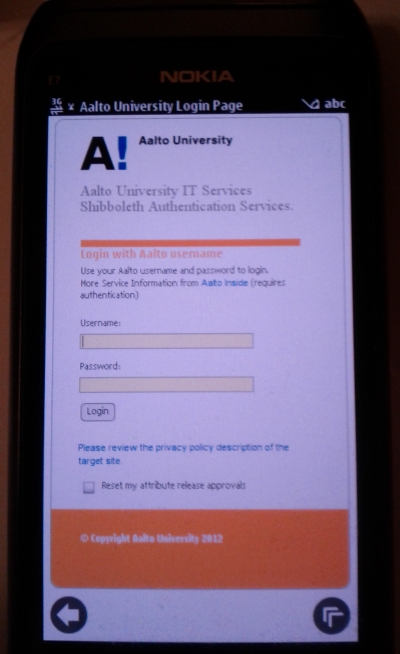 E7
NOKIA
3G
Aalto University Login Page
abc
A! Aalto University
Aalto University IT Services
Shibboleth Authentication Services.
Login with Aalto username
Use your Aalto username and password to login.
More Service Information from Aalto Inside (requires
authentication)
Username:
Password:
Login
Please review the privacy policy description of the
target site.
Reset my attribute release approvals
© Copyright Aalto University 2012